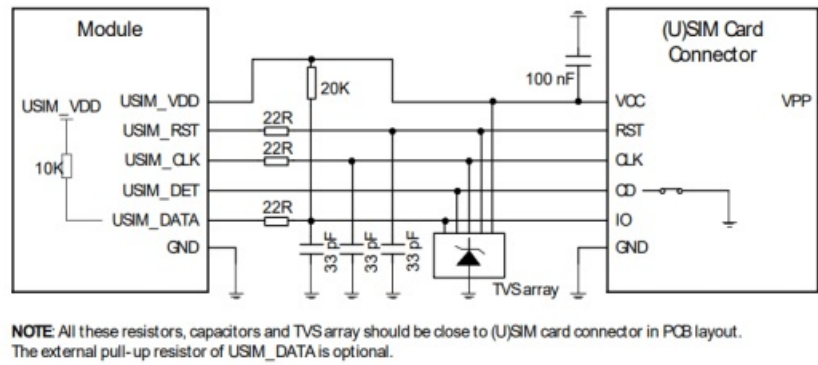 Module
(U)SIM Card
Connector
100 nF
20K
USIM_VDD
USIM_VDD
VCC
VPP
22R
USIM_RST
RST
22R
USIM_CLK
CLK
10K
USIM_DET
CD
22R
USIM_DATA
IO
GND
GND
33 pF
33 pF
33 pF
TVS array
NOTE: All these resistors, capacitors and TVS array should be close to (U)SIM card connector in PCB layout.
The external pull-up resistor of USIM_DATA is optional.